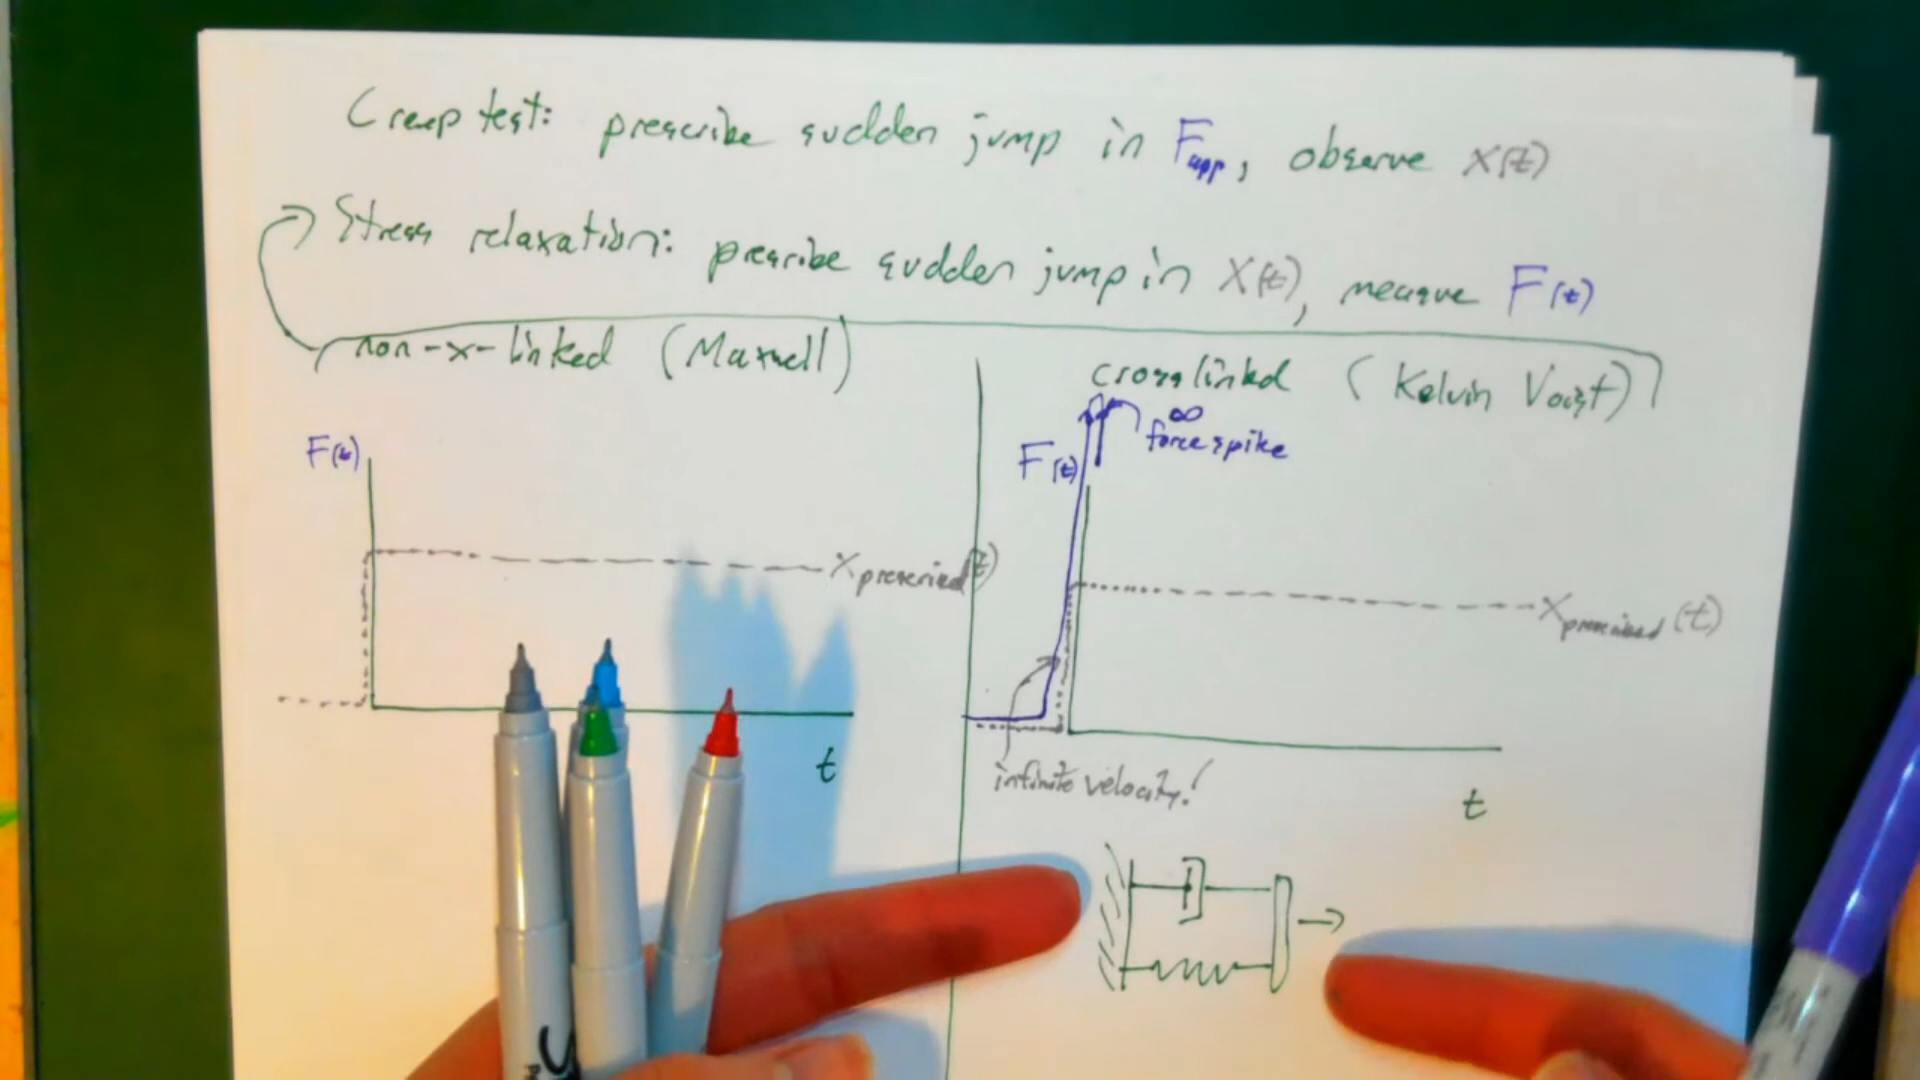 Creep test: prescribe sudden jump in Fapp, observe X(t)
Stress relaxation: prescribe sudden jump in X(t), measure F(t)
non-x-linked (Maxwell)
crosslinked (Kelvin Voigt)
∞
force spike
F(t)
F(t)
Xprescribed(t)
Xprescribed(t)
t
infinite velocity!
t